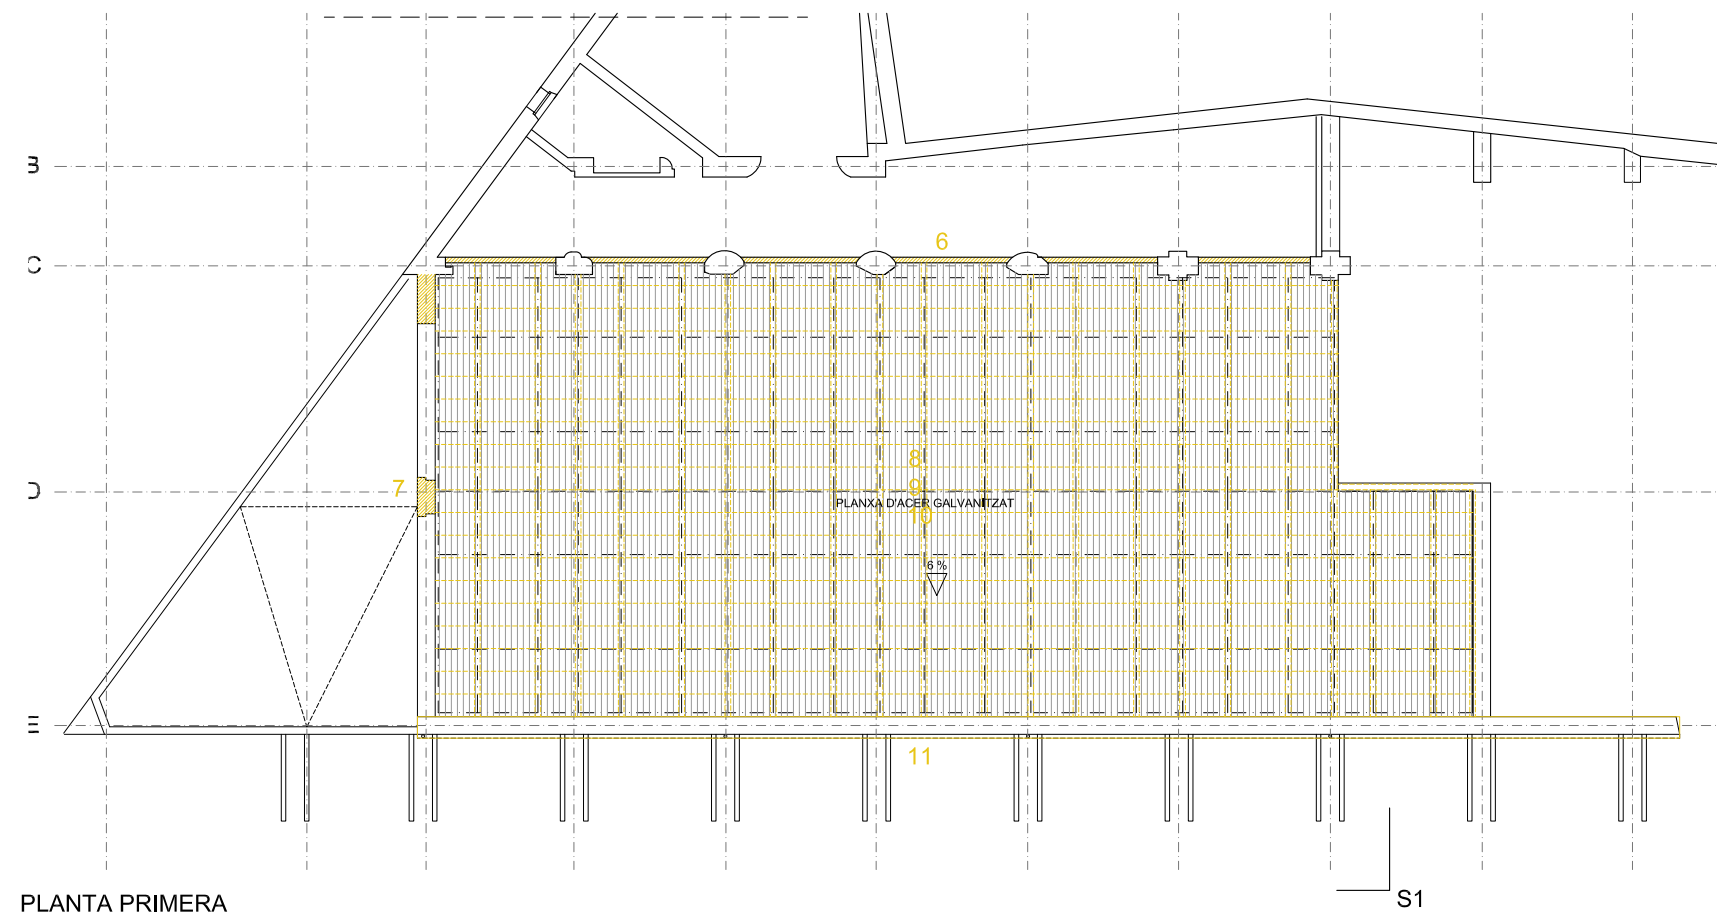 B
6
C
8
7
D
9
PLANXA D'ACER GALVANITZAT
10
6 %
E
11
S1
PLANTA PRIMERA